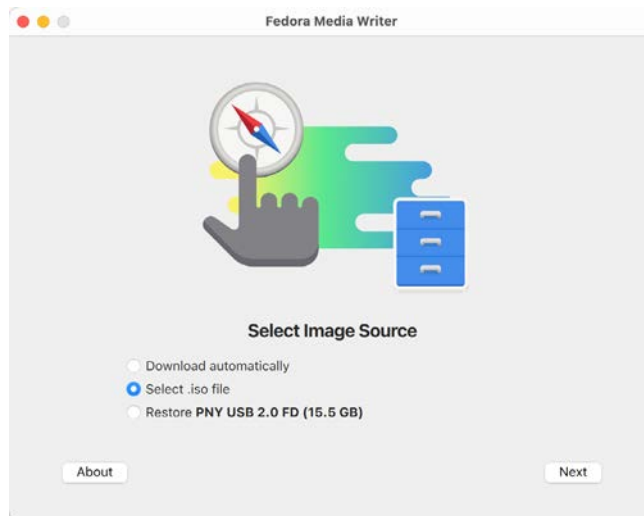 Fedora Media Writer
Select Image Source
Download automatically
Select .iso file
Restore PNY USB 2.0 FD (15.5 GB)
About
Next